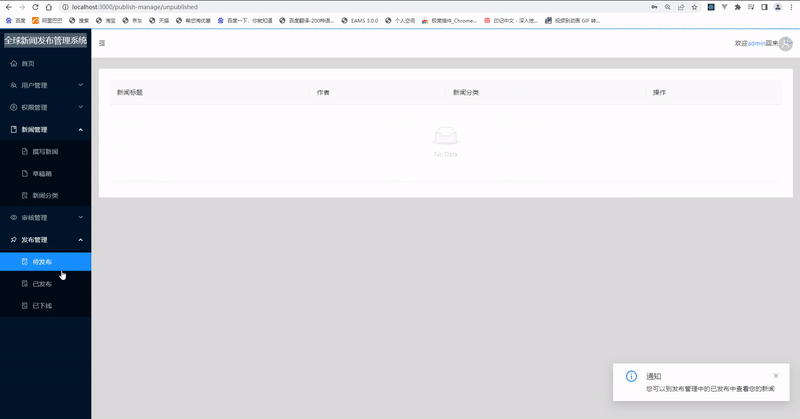 localhost:3000/publish-manage/unpublished
百度
阿里巴巴
搜索
淘宝
京东
天猫
帮您淘优惠
百度一下，你就知道
百度翻译-200种语...
EAMS 3.0.0
个人空间
极简插件_Chrome...
印记中文 - 深入挖...
视频到动画 GIF 转...
全球新闻发布管理系统
欢迎admin回来
首页
用户管理
权限管理
新闻管理
撰写新闻
草稿箱
新闻分类
审核管理
发布管理
待发布
已发布
已下线
新闻标题 作者 新闻分类 操作
No Data
通知
您可以到发布管理中的已发布中查看您的新闻